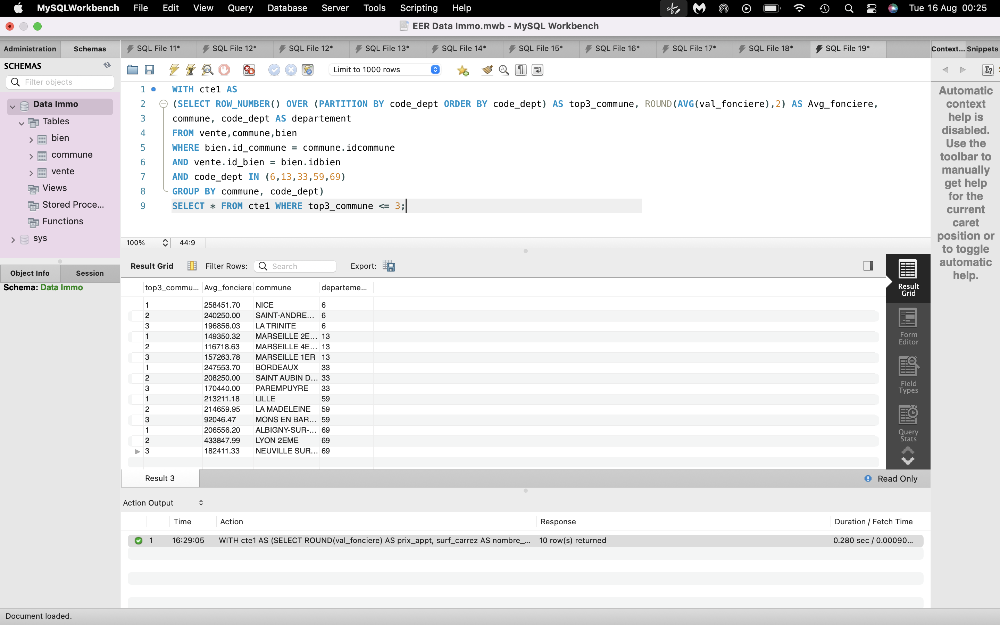 MySQLWorkbench File Edit View Query Database Server Tools Scripting Help Tue 16 Aug 00:25
EER Data Immo.mwb - MySQL Workbench
Administration Schemas SQL File 11* SQL File 12* SQL File 12* SQL File 13* SQL File 14* SQL File 15* SQL File 16* SQL File 17* SQL File 18* SQL File 19* Context... Snippets
SCHEMAS
Filter objects
Data Immo
Tables
bien
commune
vente
Views
Stored Proce...
Functions
sys
Object Info Session
Schema: Data Immo
Limit to 1000 rows
1 WITH cte1 AS
2 (SELECT ROW_NUMBER() OVER (PARTITION BY code_dept ORDER BY code_dept) AS top3_commune, ROUND(AVG(val_fonciere),2) AS Avg_fonciere,
3 commune, code_dept AS departement
4 FROM vente,commune,bien
5 WHERE bien.id_commune = commune.idcommune
6 AND vente.id_bien = bien.idbien
7 AND code_dept IN (6,13,33,59,69)
8 GROUP BY commune, code_dept)
9 SELECT * FROM cte1 WHERE top3_commune <= 3;
100% 44:9
Result Grid Filter Rows: Search Export:
top3_commu... Avg_fonciere commune departeme...
1 258451.70 NICE 6
2 240250.00 SAINT-ANDRE... 6
3 196856.03 LA TRINITE 6
1 149350.32 MARSEILLE 2E... 13
2 116718.63 MARSEILLE 4E... 13
3 157263.78 MARSEILLE 1ER 13
1 247553.70 BORDEAUX 33
2 208250.00 SAINT AUBIN D... 33
3 170440.00 PAREMPUYRE 33
1 213211.18 LILLE 59
2 214659.95 LA MADELEINE 59
3 92046.47 MONS EN BAR... 59
1 206556.20 ALBIGNY-SUR-... 69
2 433847.99 LYON 2EME 69
3 182411.33 NEUVILLE SUR... 69
Result
Grid
Form
Editor
Field
Types
Query
Stats
Result 3 Read Only
Action Output
Time Action Response Duration / Fetch Time
1 16:29:05 WITH cte1 AS (SELECT ROUND(val_fonciere) AS prix_appt, surf_carrez AS nombre_... 10 row(s) returned 0.280 sec / 0.00090...
Automatic
context
help is
disabled.
Use the
toolbar to
manually
get help
for the
current
caret
position or
to toggle
automatic
help.
Document loaded.